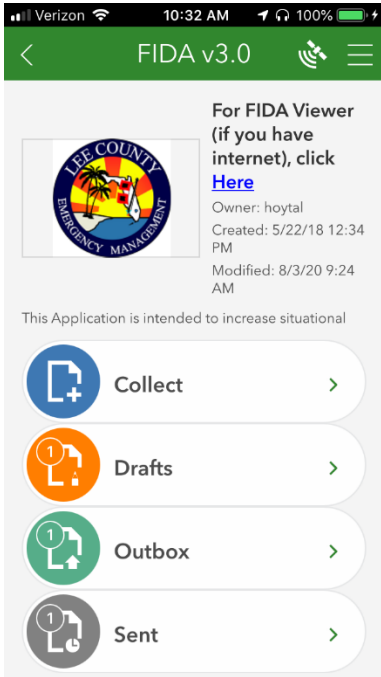 Verizon 10:32 AM 100%
FIDA v3.0
For FIDA Viewer
(if you have
internet), click
Here
Owner: hoytal
Created: 5/22/18 12:34
PM
Modified: 8/3/20 9:24
AM
LEE COUNTY
EMERGENCY MANAGEMENT
This Application is intended to increase situational
Collect
1
Drafts
1
Outbox
1
Sent